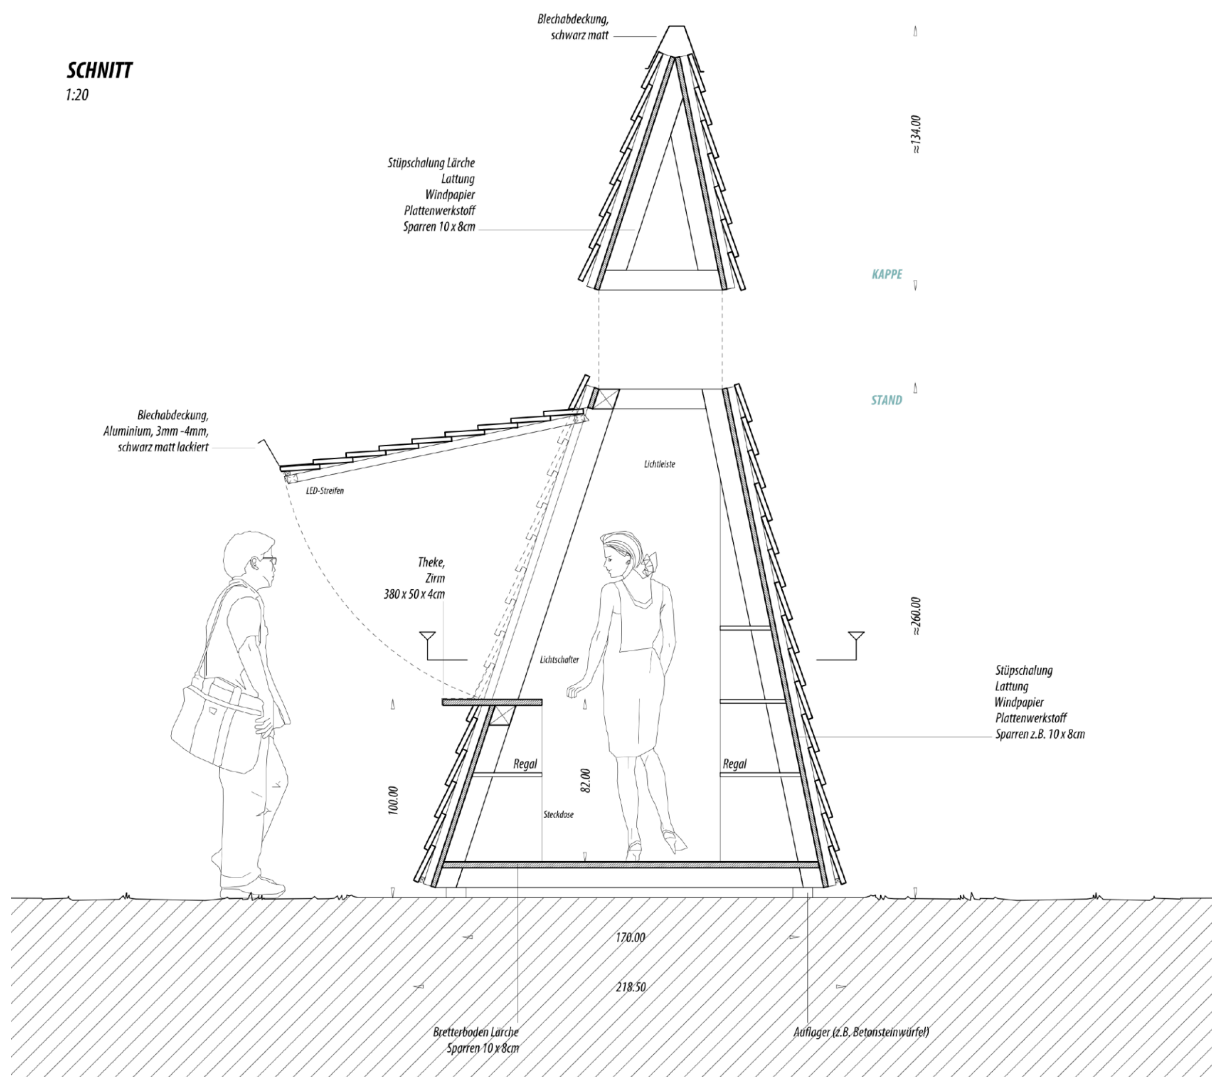 Blechabdeckung,
schwarz matt
SCHNITT
1:20
≈134.00
Stüpschalung Lärche
Lattung
Windpapier
Plattenwerkstoff
Sparren 10 x 8cm
KAPPE
STAND
Blechabdeckung,
Aluminium, 3mm -4mm,
schwarz matt lackiert
Lichtleiste
LED-Streifen
Theke,
Zirm
380 x 50 x 4cm
≈260.00
Lichtschafter
Stüpschalung
Lattung
Windpapier
Plattenwerkstoff
Sparren z.B. 10 x 8cm
Regal
Regal
82.00
100.00
Steckdose
170.00
218.50
Bretterboden Lärche
Sparren 10 x 8cm
Auflager (z.B. Betonsteinwürfel)